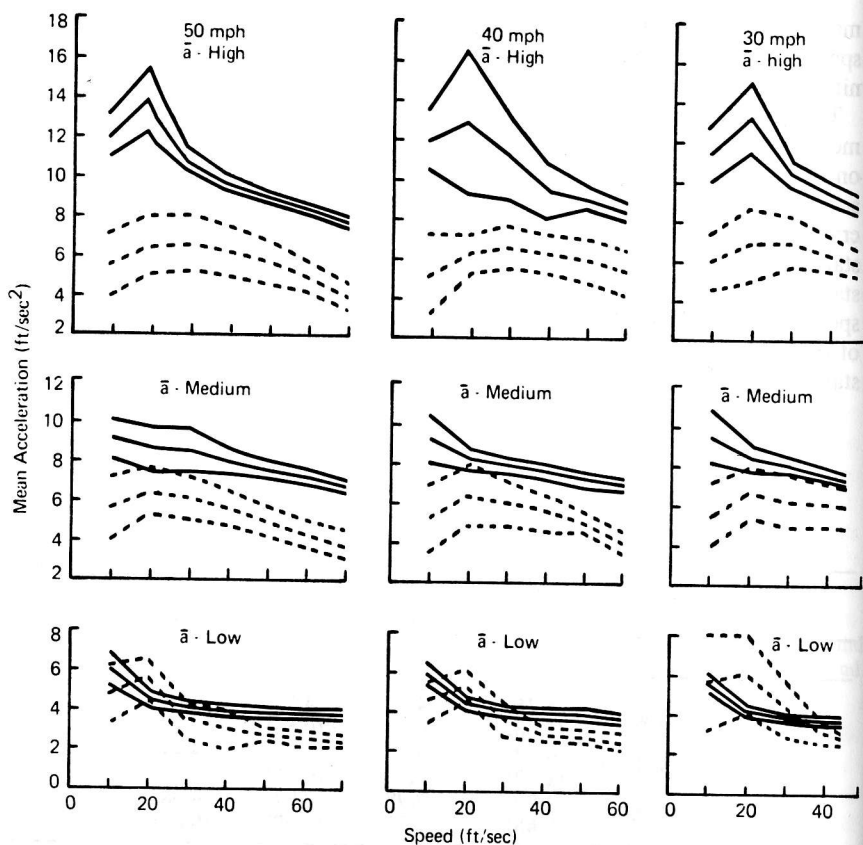 18
16
14
12
10
8
6
4
2
50 mph
ā - High
40 mph
ā - High
30 mph
ā - high
Mean Acceleration (ft/sec²)
12
10
8
6
4
2
ā - Medium
ā - Medium
ā - Medium
8
6
4
2
0
ā - Low
ā - Low
ā - Low
0 20 40 60 0 20 40 60 0 20 40
Speed (ft/sec)